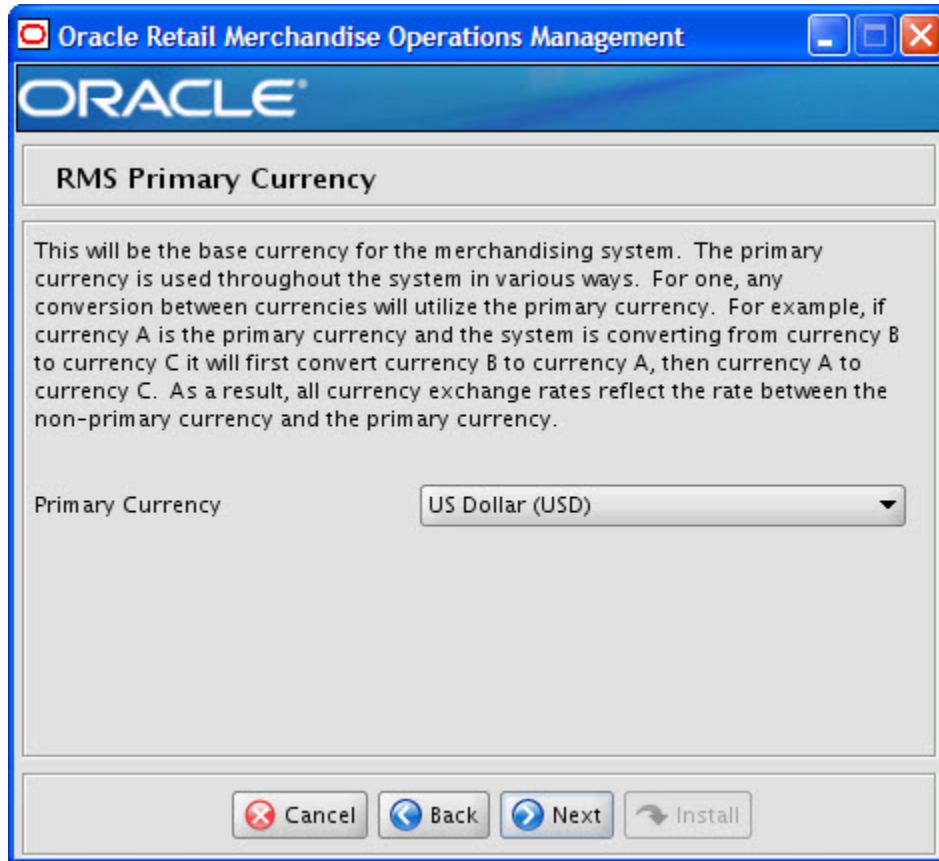 Oracle Retail Merchandise Operations Management
ORACLE®
RMS Primary Currency
This will be the base currency for the merchandising system. The primary
currency is used throughout the system in various ways. For one, any
conversion between currencies will utilize the primary currency. For example, if
currency A is the primary currency and the system is converting from currency B
to currency C it will first convert currency B to currency A, then currency A to
currency C. As a result, all currency exchange rates reflect the rate between the
non-primary currency and the primary currency.
Primary Currency US Dollar (USD)
Cancel Back Next Install